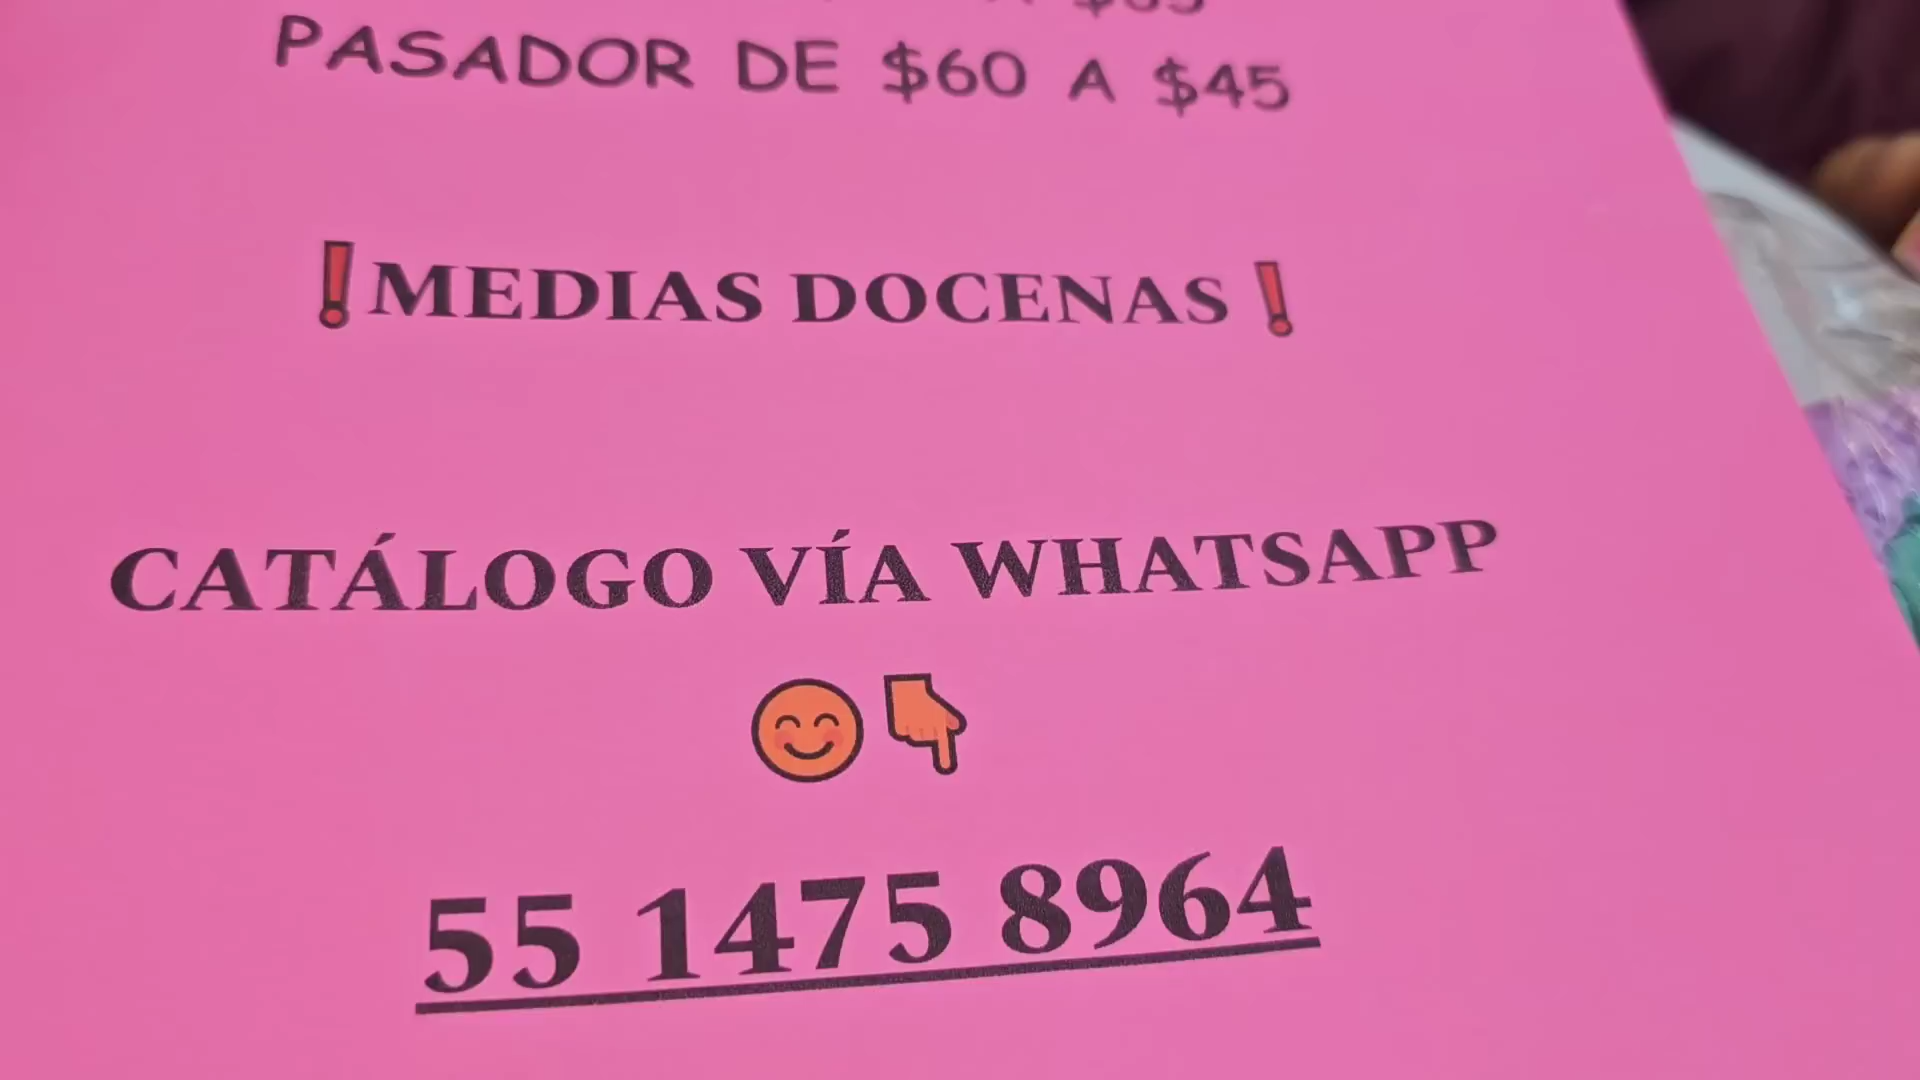 PASADOR DE $60 A $45
❗MEDIAS DOCENAS❗
CATÁLOGO VÍA WHATSAPP
😊👇
55 1475 8964